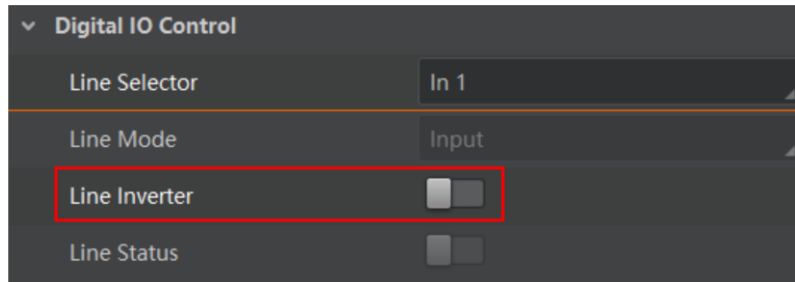 Digital IO Control
Line Selector In 1
Line Mode Input
Line Inverter
Line Status